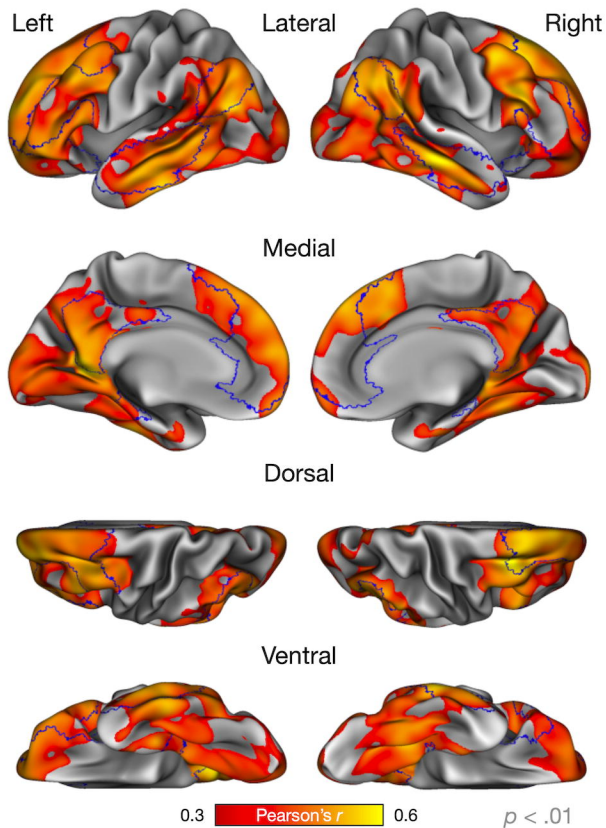 Left Lateral Right
Medial
Dorsal
Ventral
0.3 Pearson's r 0.6 p < .01